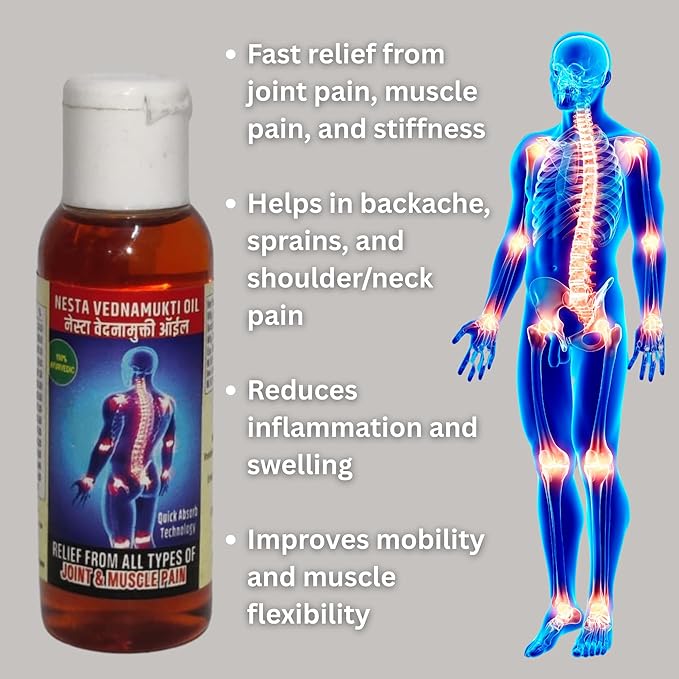 NESTA VEDNAMUKTI OIL
नेस्टा वेदनामुक्ती ऑईल
100%
AYURVEDIC
Quick Absorb
Technology
RELIEF FROM ALL TYPES OF
JOINT & MUSCLE PAIN
• Fast relief from
joint pain, muscle
pain, and stiffness
• Helps in backache,
sprains, and
shoulder/neck
pain
• Reduces
inflammation and
swelling
• Improves mobility
and muscle
flexibility